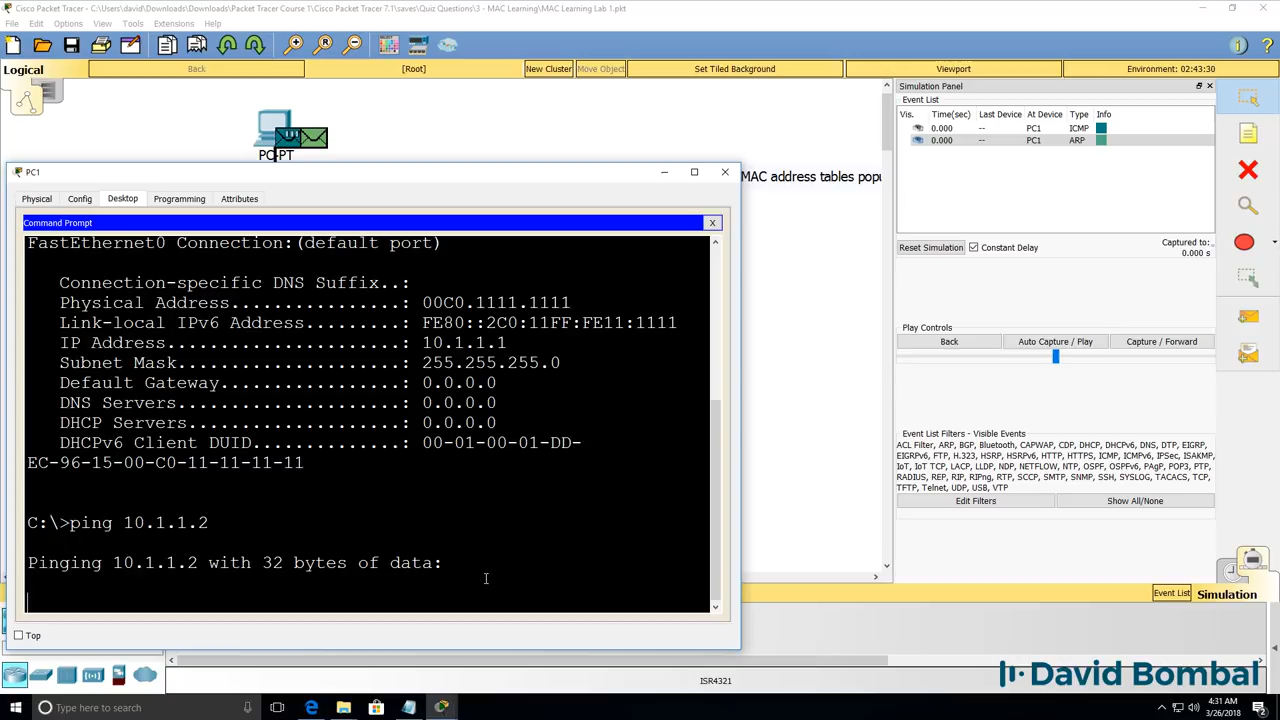 Cisco Packet Tracer - C:\Users\david\Downloads\Downloads\Packet Tracer Course 1\Cisco Packet Tracer 7.1\saves\Quiz Questions\3 - MAC Learning\MAC Learning Lab 1.pkt
File Edit Options View Tools Extensions Help
Logical Back [Root] New Cluster Move Object Set Tiled Background Viewport Environment: 02:43:30
PC-PT
MAC address tables popu
Simulation Panel
Event List
Vis. Time(sec) Last Device At Device Type Info
0.000 -- PC1 ICMP
0.000 -- PC1 ARP
Reset Simulation Constant Delay
Captured to:
0.000 s
Play Controls
Back Auto Capture / Play Capture / Forward
Event List Filters - Visible Events
ACL Filter, ARP, BGP, Bluetooth, CAPWAP, CDP, DHCP, DHCPv6, DNS, DTP, EIGRP,
EIGRPv6, FTP, H.323, HSRP, HSRPv6, HTTP, HTTPS, ICMP, ICMPv6, IPSec, ISAKMP,
IoT, IoT TCP, LACP, LLDP, ND, NETFLOW, NTP, OSPF, OSPFv6, PAgP, POP3, PTP,
RADIUS, REP, RIP, RIPng, RTP, SCCP, SMTP, SNMP, SSH, STP, SYSLOG, TACACS, TCP,
TFTP, Telnet, UDP, USB, VTP
Edit Filters Show All/None
Event List Simulation
PC1
Physical Config Desktop Programming Attributes
Command Prompt X
FastEthernet0 Connection:(default port)
Connection-specific DNS Suffix..:
Physical Address................: 00C0.1111.1111
Link-local IPv6 Address.........: FE80::2C0:11FF:FE11:1111
IP Address......................: 10.1.1.1
Subnet Mask.....................: 255.255.255.0
Default Gateway.................: 0.0.0.0
DNS Servers.....................: 0.0.0.0
DHCP Servers....................: 0.0.0.0
DHCPv6 Client DUID..............: 00-01-00-01-DD-
EC-96-15-00-C0-11-11-11-11
C:\>ping 10.1.1.2
Pinging 10.1.1.2 with 32 bytes of data:
Top
ISR4321
David Bombal
Type here to search
4:31 AM
3/26/2018
2